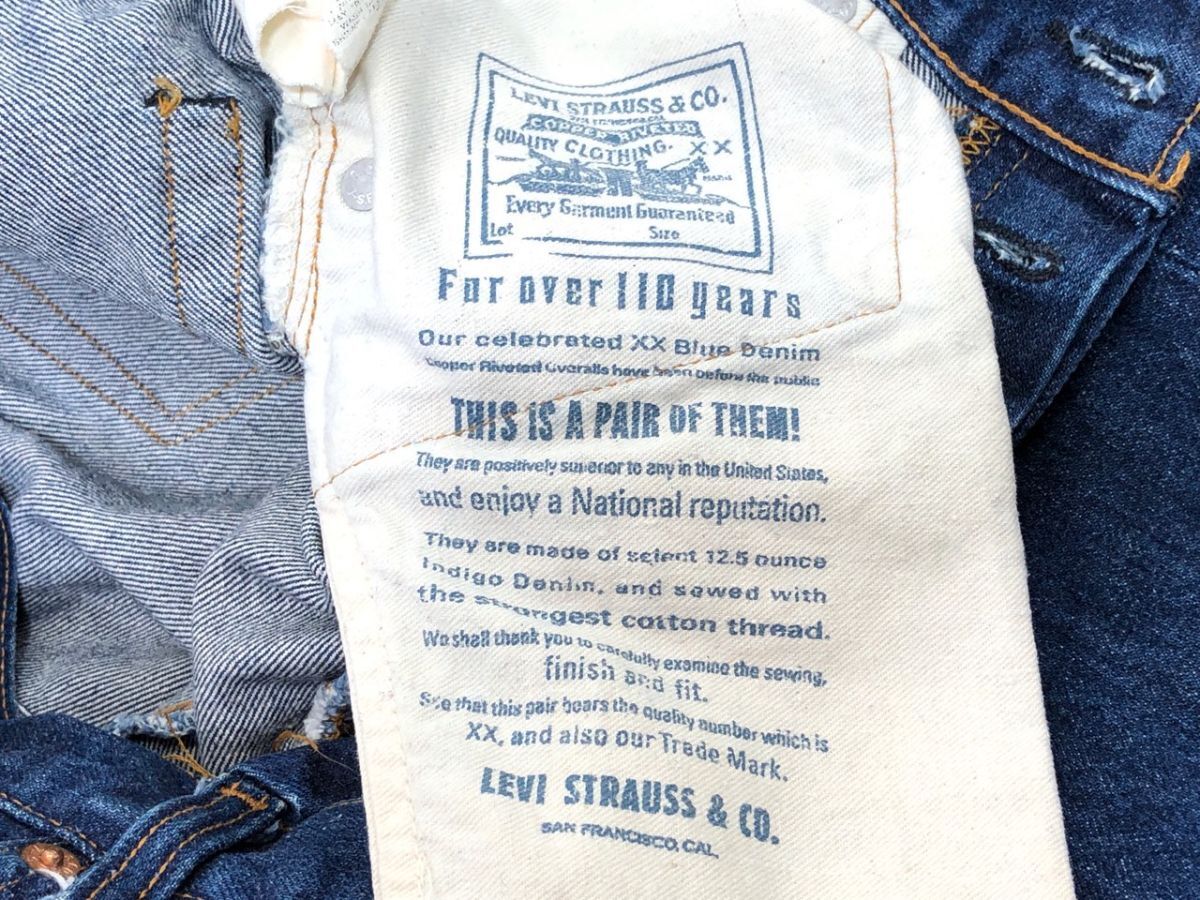 LEVI STRAUSS & CO.
COPPER RIVETED
QUALITY CLOTHING. XX
Every Garment Guaranteed
Lot Size
For over 110 years
Our celebrated XX Blue Denim
Copper Riveted Overalls have been before the public
THIS IS A PAIR OF THEM!
They are positively superior to any in the United States,
and enjoy a National reputation.
They are made of select 12.5 ounce
Indigo Denim, and sewed with
the strongest cotton thread.
We shall thank you to carefully examine the sewing,
finish and fit.
See that this pair bears the quality number which is
XX, and also our Trade Mark.
LEVI STRAUSS & CO.
SAN FRANCISCO, CAL.